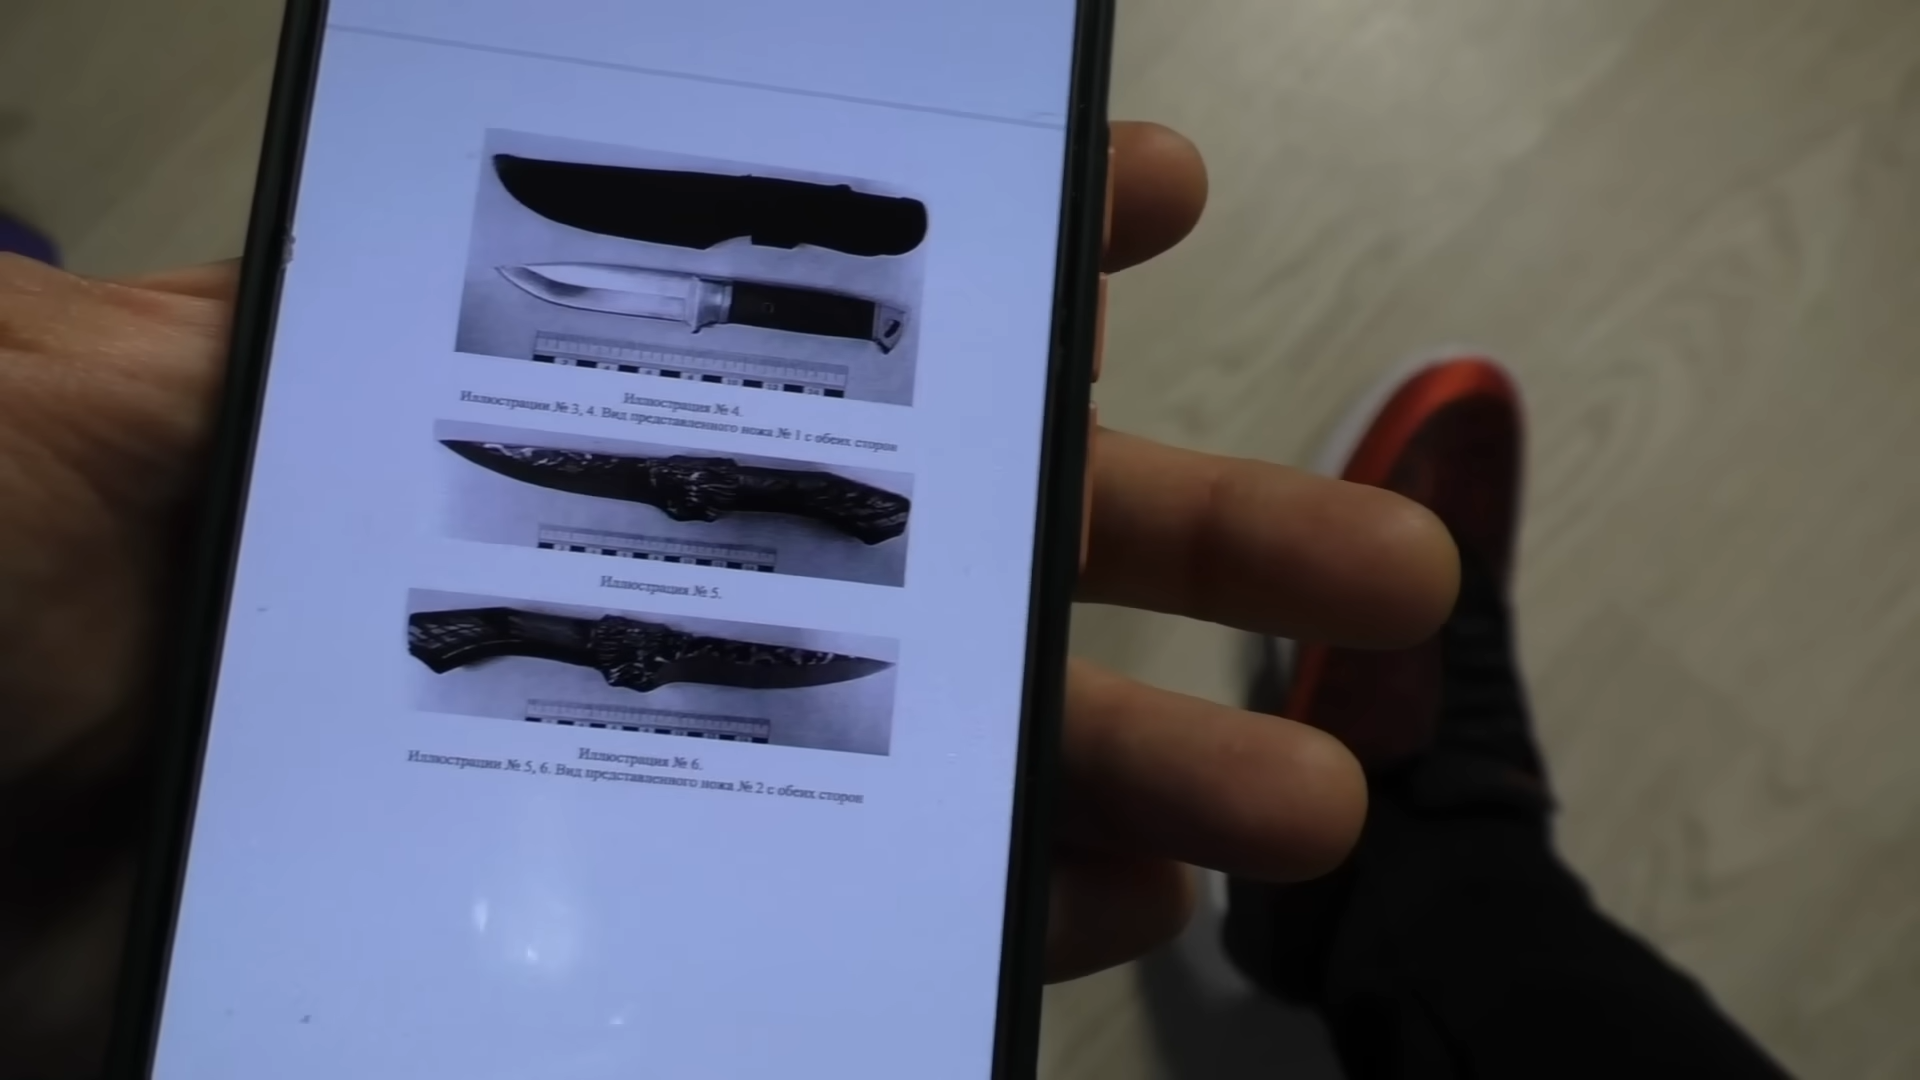 Иллюстрация № 4.
Иллюстрации № 3, 4. Вид представленного ножа № 1 с обеих сторон
Иллюстрация № 5.
Иллюстрация № 6.
Иллюстрации № 5, 6. Вид представленного ножа № 2 с обеих сторон